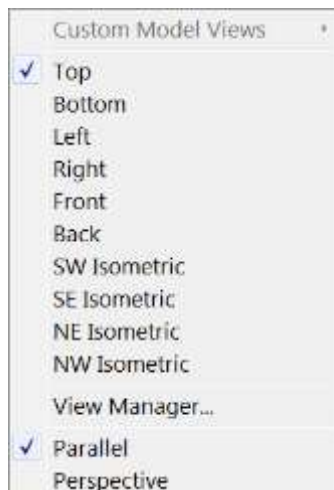 Custom Model Views
Top
Bottom
Left
Right
Front
Back
SW Isometric
SE Isometric
NE Isometric
NW Isometric
View Manager...
Parallel
Perspective